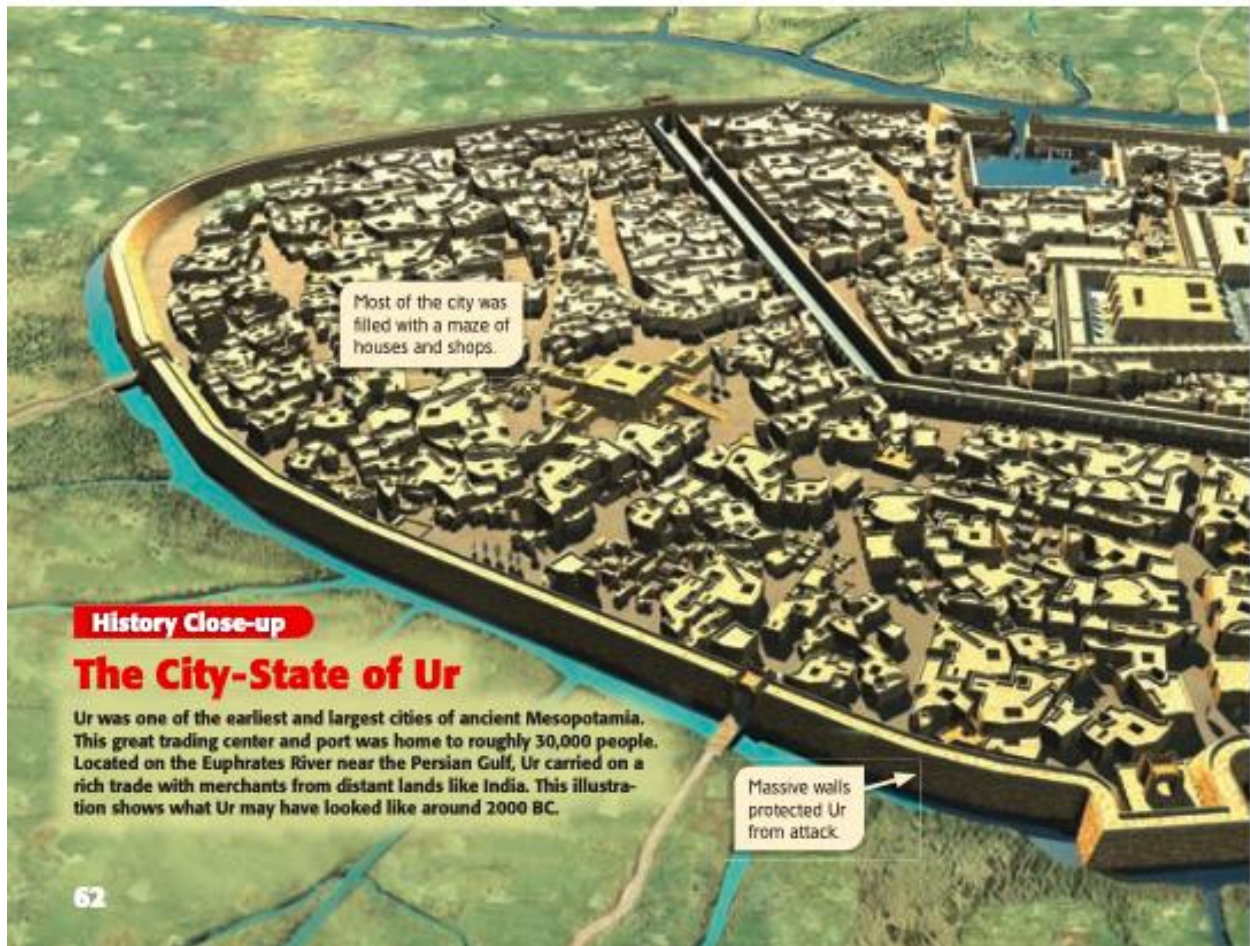 Most of the city was
filled with a maze of
houses and shops.
History Close-up
The City-State of Ur
Ur was one of the earliest and largest cities of ancient Mesopotamia.
This great trading center and port was home to roughly 30,000 people.
Located on the Euphrates River near the Persian Gulf, Ur carried on a
rich trade with merchants from distant lands like India. This illustra-
tion shows what Ur may have looked like around 2000 BC.
Massive walls
protected Ur
from attack.
62